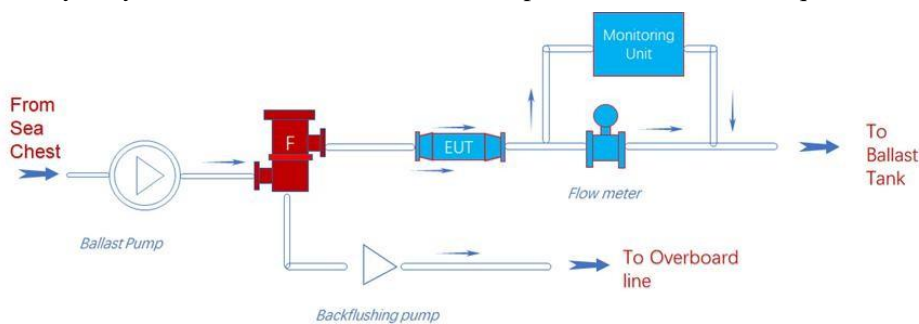 Monitoring
Unit
From
Sea
Chest
F
EUT
To
Ballast
Tank
Flow meter
Ballast Pump
To Overboard
line
Backflushing pump